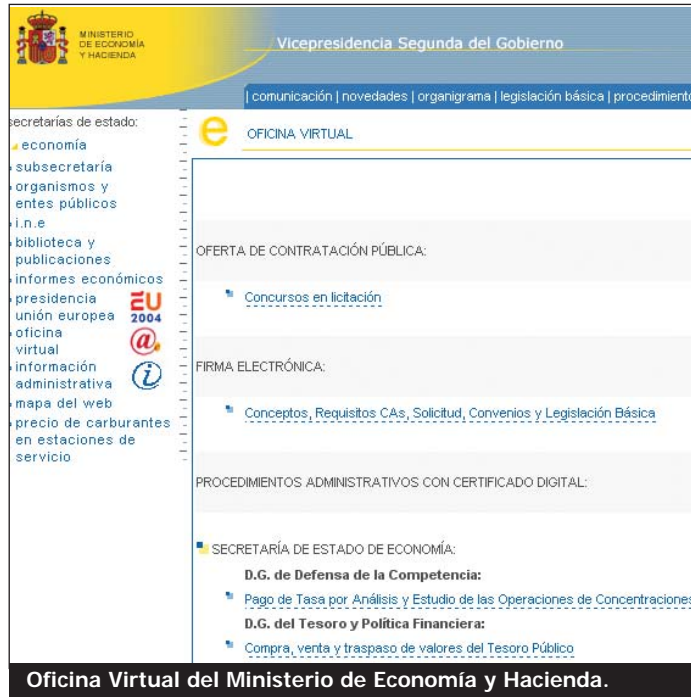 MINISTERIO
DE ECONOMÍA
Y HACIENDA
Vicepresidencia Segunda del Gobierno
| comunicación | novedades | organigrama | legislación básica | procedimiento
secretarías de estado:
economía
subsecretaría
organismos y
entes públicos
i.n.e
biblioteca y
publicaciones
informes económicos
presidencia
unión europea
EU
2004
oficina
virtual
@
información
administrativa
i
mapa del web
precio de carburantes
en estaciones de
servicio
e OFICINA VIRTUAL
OFERTA DE CONTRATACIÓN PÚBLICA:
Concursos en licitación
FIRMA ELECTRÓNICA:
Conceptos, Requisitos CAs, Solicitud, Convenios y Legislación Básica
PROCEDIMIENTOS ADMINISTRATIVOS CON CERTIFICADO DIGITAL:
SECRETARÍA DE ESTADO DE ECONOMÍA:
D.G. de Defensa de la Competencia:
Pago de Tasa por Análisis y Estudio de las Operaciones de Concentraciones
D.G. del Tesoro y Política Financiera:
Compra, venta y traspaso de valores del Tesoro Público
Oficina Virtual del Ministerio de Economía y Hacienda.